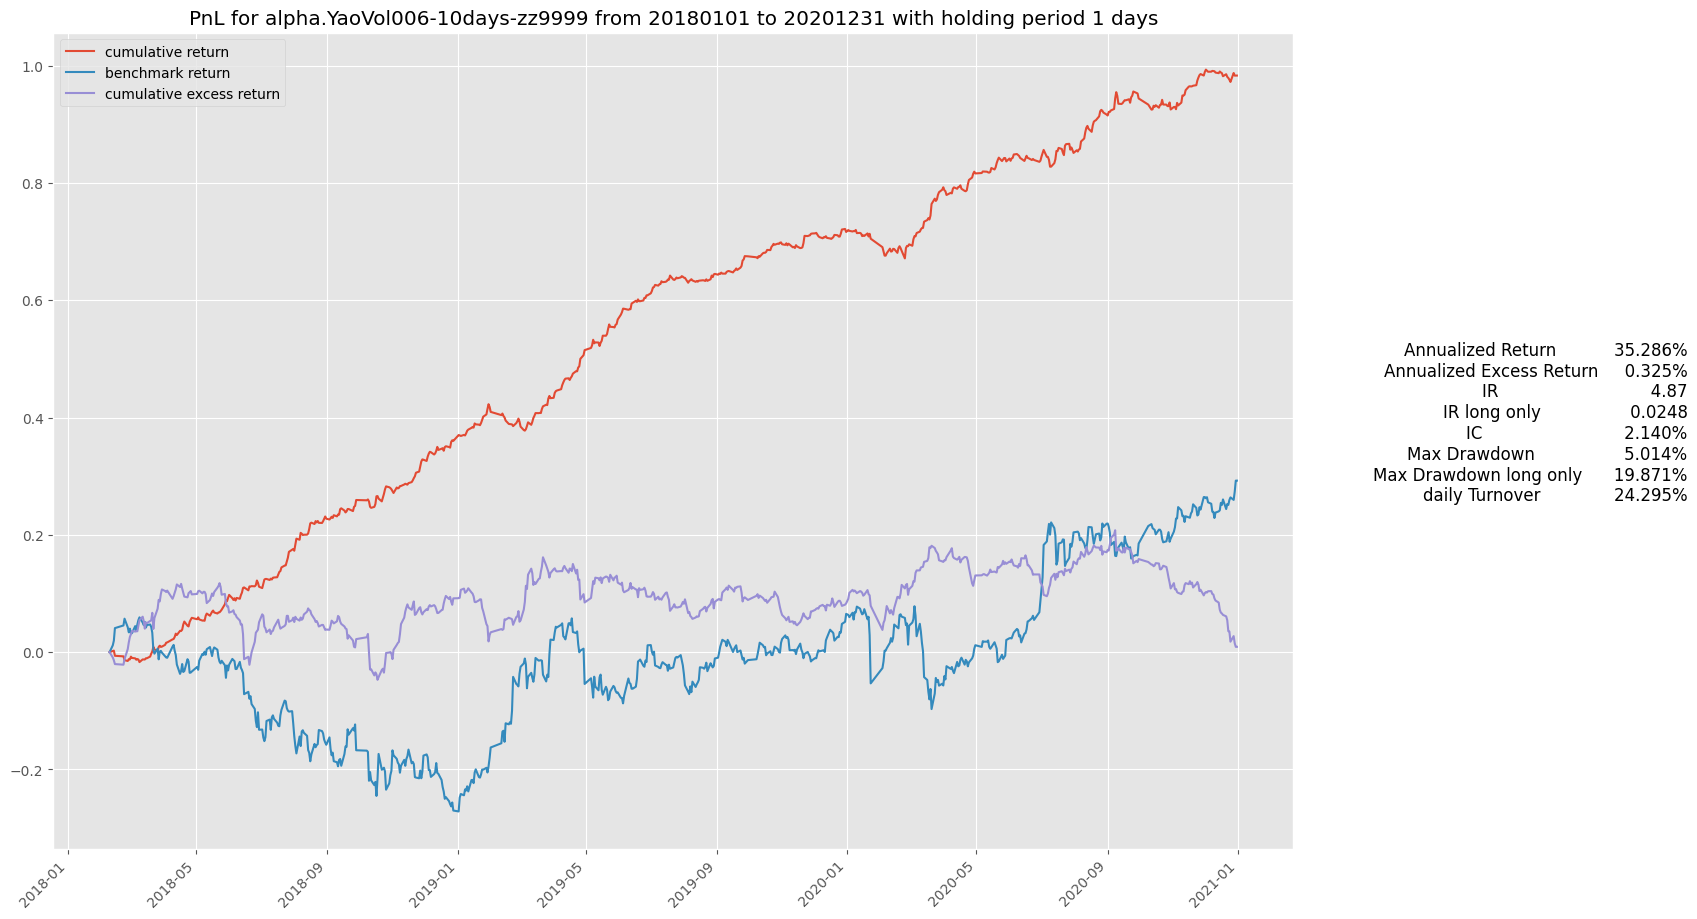 PnL for alpha.YaoVol006-10days-zz9999 from 20180101 to 20201231 with holding period 1 days
cumulative return
benchmark return
cumulative excess return
1.0
0.8
0.6
0.4
0.2
0.0
−0.2
2018-01
2018-05
2018-09
2019-01
2019-05
2019-09
2020-01
2020-05
2020-09
2021-01
Annualized Return 35.286%
Annualized Excess Return 0.325%
IR 4.87
IR long only 0.0248
IC 2.140%
Max Drawdown 5.014%
Max Drawdown long only 19.871%
daily Turnover 24.295%